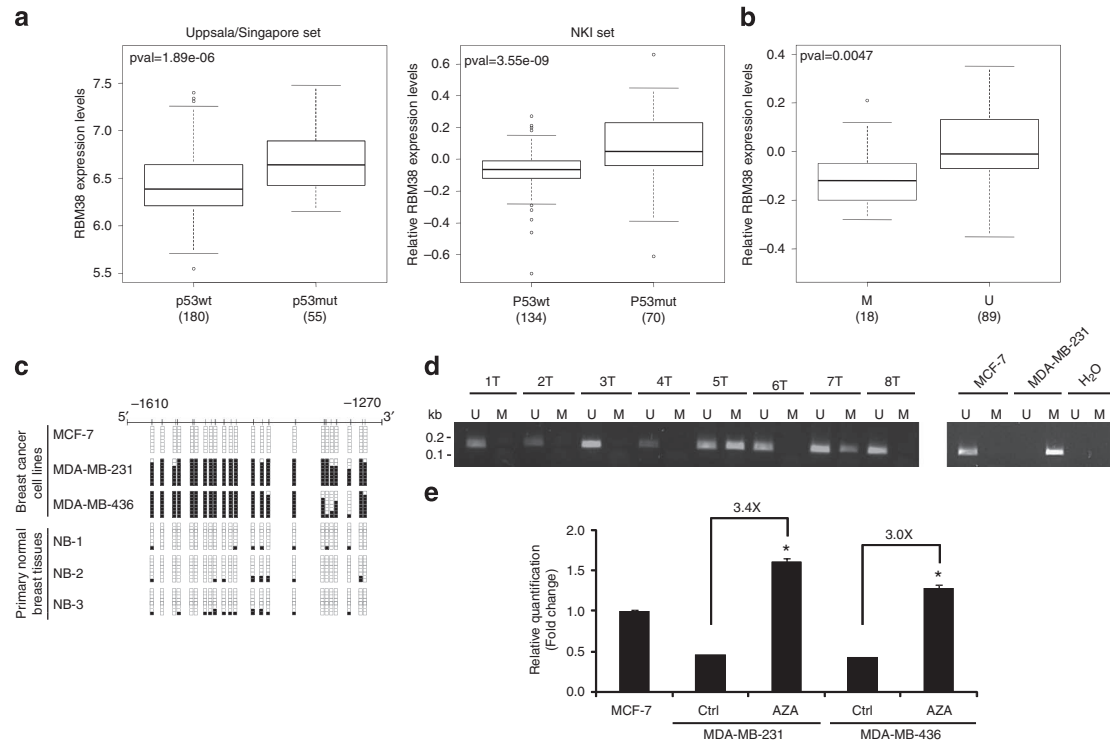 a
Uppsala/Singapore set
pval=1.89e-06
RBM38 expression levels
7.5
7.0
6.5
6.0
5.5
p53wt
(180)
p53mut
(55)
NKI set
pval=3.55e-09
Relative RBM38 expression levels
0.6
0.4
0.2
0.0
−0.2
−0.4
−0.6
P53wt
(134)
P53mut
(70)
b
pval=0.0047
Relative RBM38 expression levels
0.4
0.2
0.0
−0.2
−0.4
M
(18)
U
(89)
c
−1610
−1270
5′
3′
Breast cancer
cell lines
MCF-7
MDA-MB-231
MDA-MB-436
Primary normal
breast tissues
NB-1
NB-2
NB-3
d
1T 2T 3T 4T 5T 6T 7T 8T
MCF-7 MDA-MB-231 H2O
kb U M U M U M U M U M U M U M U M
U M U M U M
0.2 -
0.1 -
e
Relative quantification
(Fold change)
2.0
1.5
1.0
0.5
0.0
3.4X
*
3.0X
*
MCF-7 Ctrl AZA Ctrl AZA
MDA-MB-231 MDA-MB-436